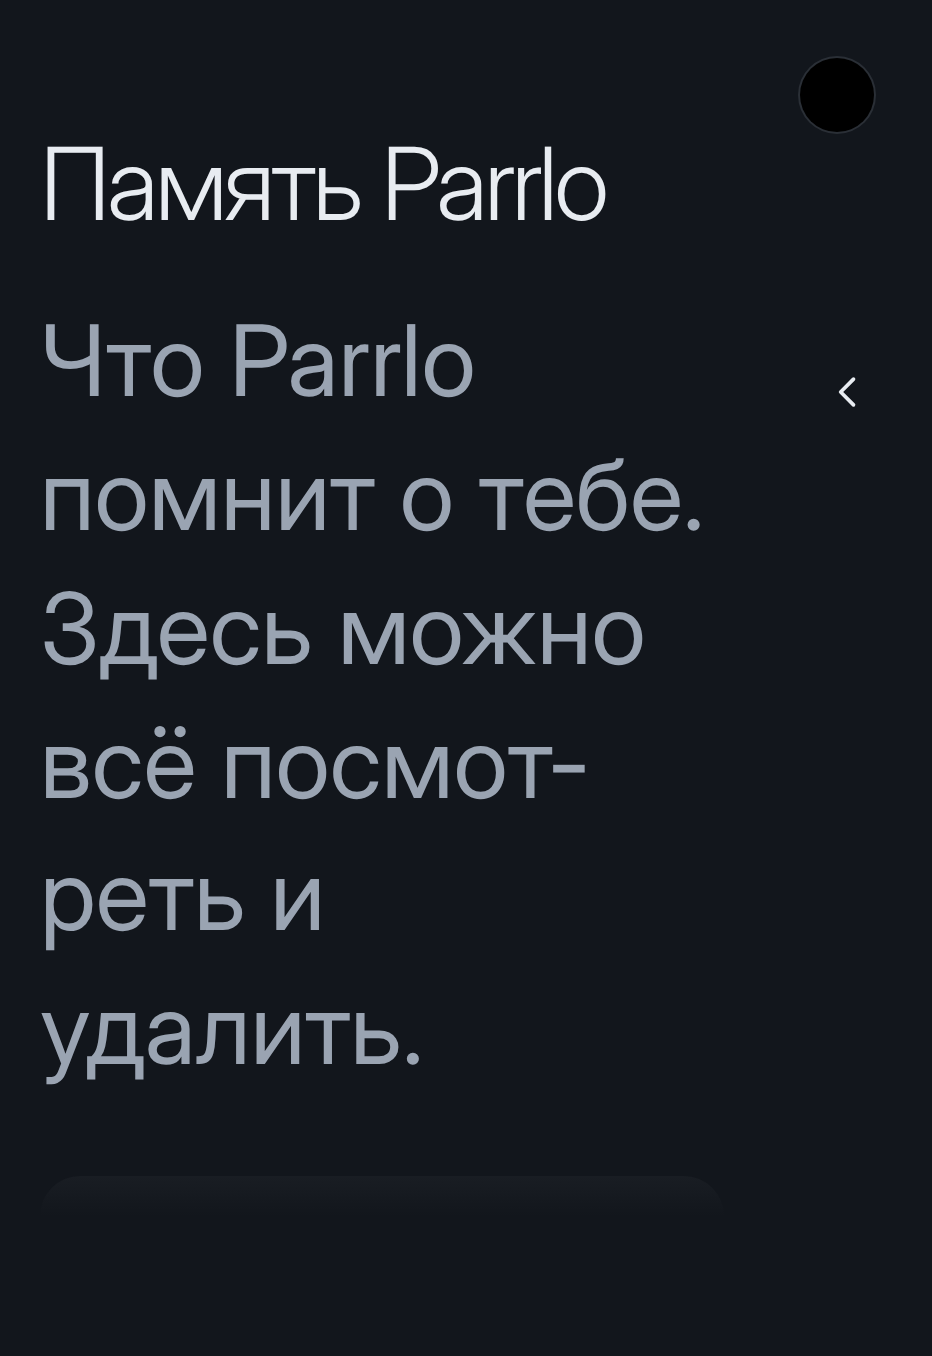 Память Parrlo
Что Parrlo
помнит о тебе.
Здесь можно
всё посмот-
реть и
удалить.